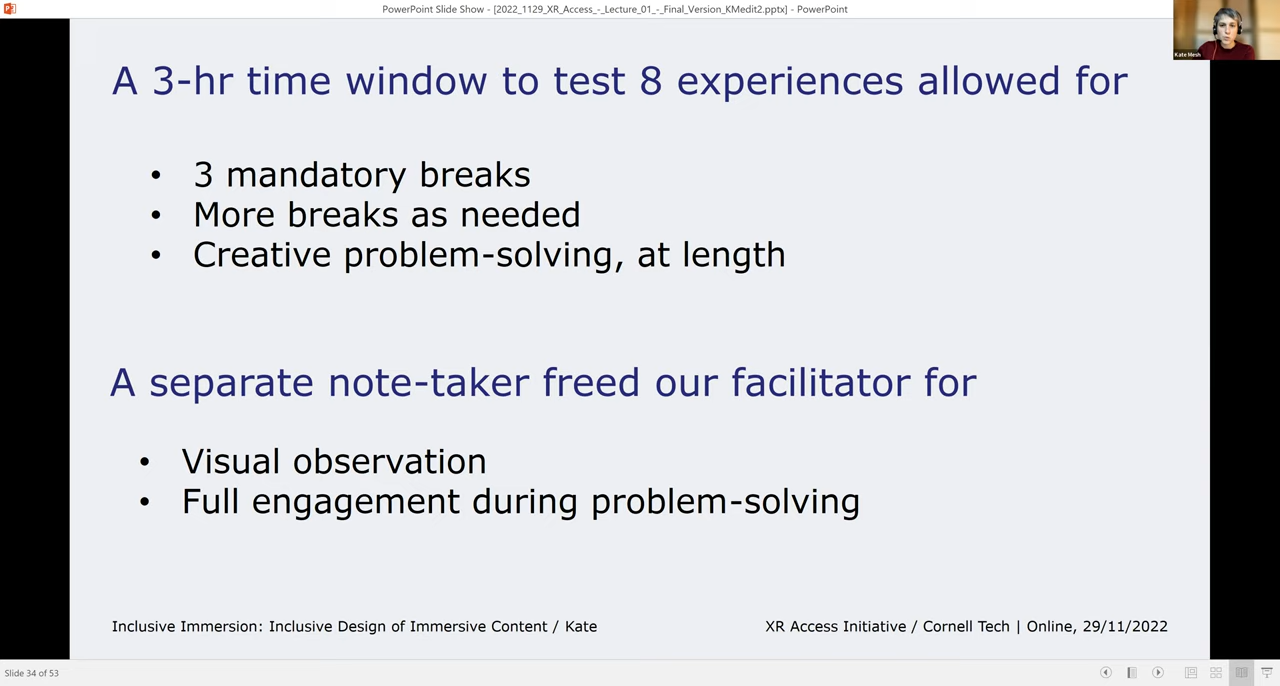 PowerPoint Slide Show - [2022_1129_XR_Access_-_Lecture_01_-_Final_Version_KMedit2.pptx] - PowerPoint
Kate Mesh
A 3-hr time window to test 8 experiences allowed for
• 3 mandatory breaks
• More breaks as needed
• Creative problem-solving, at length
A separate note-taker freed our facilitator for
• Visual observation
• Full engagement during problem-solving
Inclusive Immersion: Inclusive Design of Immersive Content / Kate
XR Access Initiative / Cornell Tech | Online, 29/11/2022
Slide 34 of 53